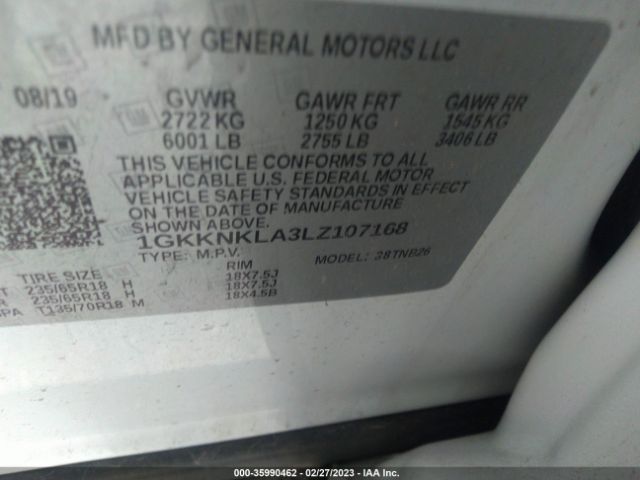 MFD BY GENERAL MOTORS LLC
08/19 GVWR GAWR FRT GAWR RR
2722 KG 1250 KG 1545 KG
6001 LB 2755 LB 3406 LB
THIS VEHICLE CONFORMS TO ALL
APPLICABLE U.S. FEDERAL MOTOR
VEHICLE SAFETY STANDARDS IN EFFECT
ON THE DATE OF MANUFACTURE
SHOWN ABOVE.
1GKKNKLA3LZ107168
TYPE: M.P.V. MODEL: 38TNB26
TIRE SIZE RIM
235/65R18 H 18X7.5J
235/65R18 H 18X7.5J
T135/70R18 M 18X4.5B
000-35990462 - 02/27/2023 - IAA Inc.